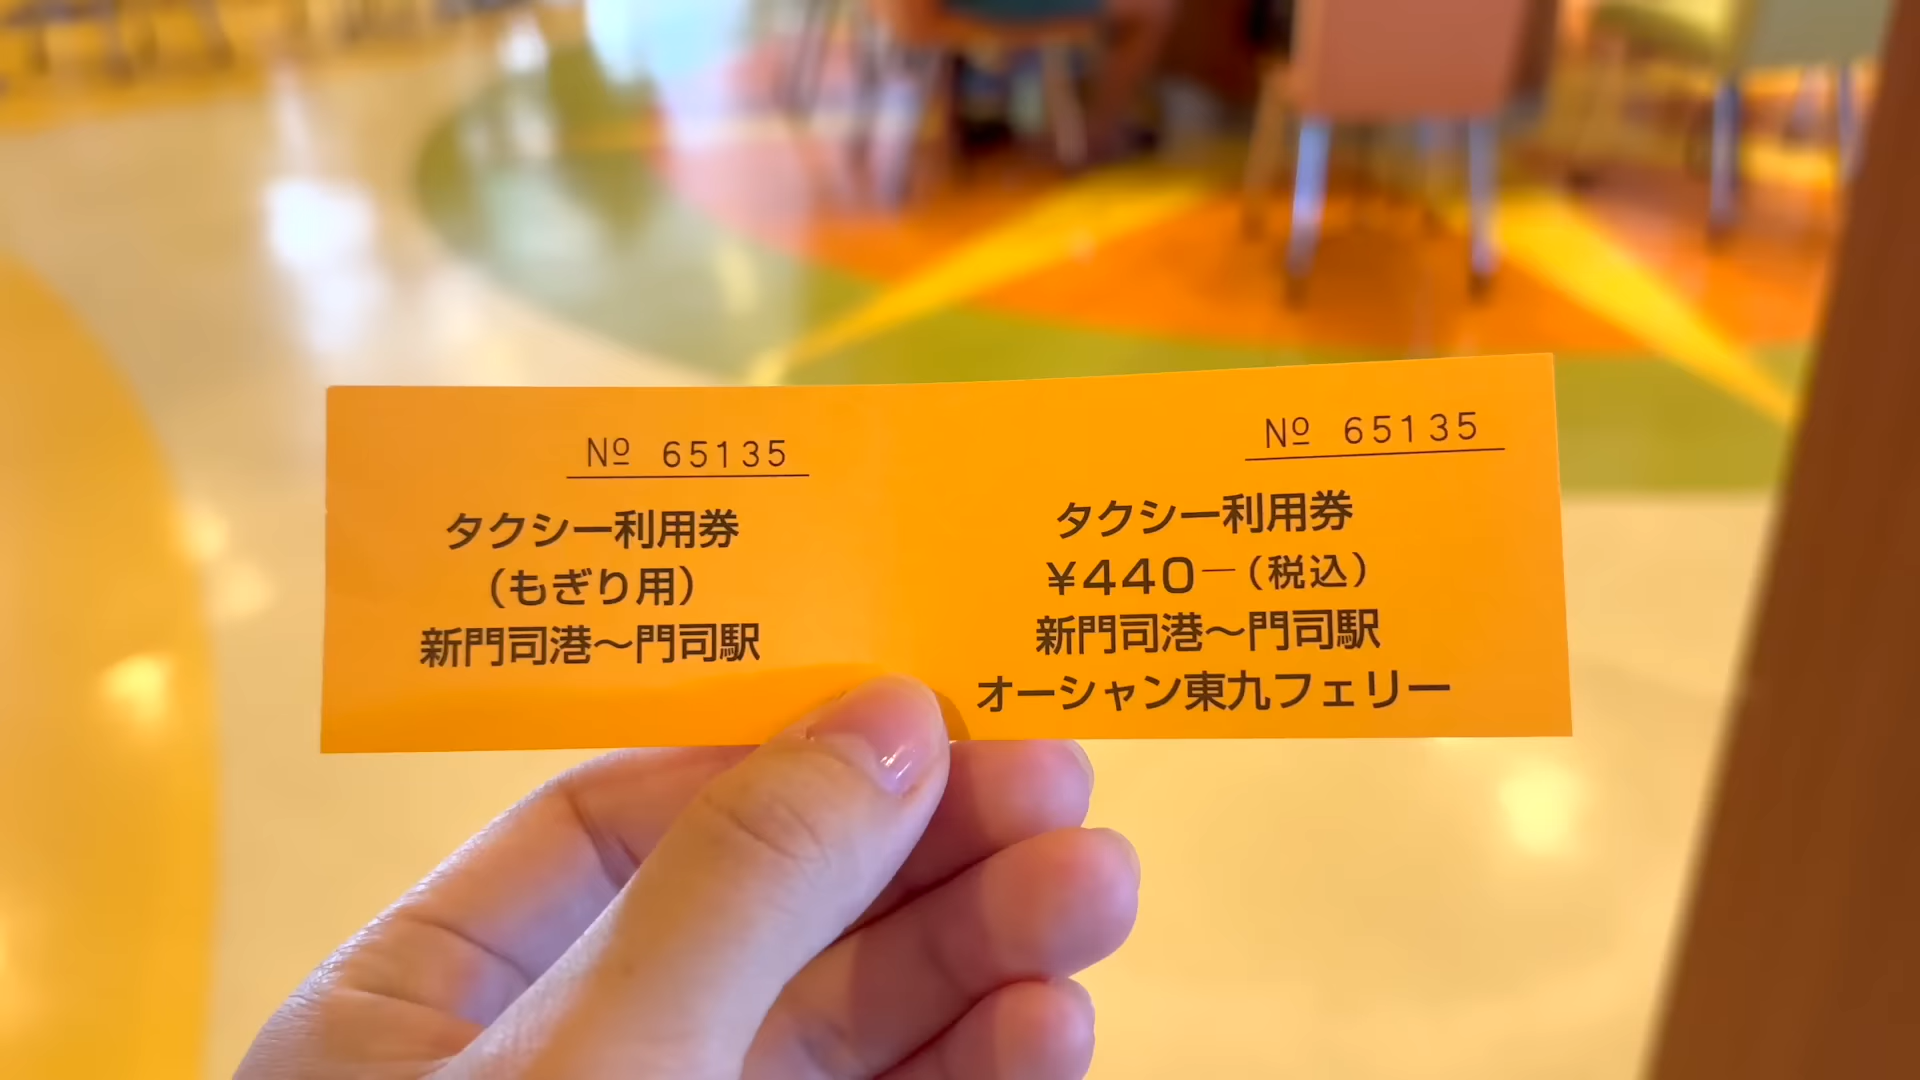 Nº 65135
タクシー利用券
（もぎり用）
新門司港～門司駅
Nº 65135
タクシー利用券
¥440―（税込）
新門司港～門司駅
オーシャン東九フェリー